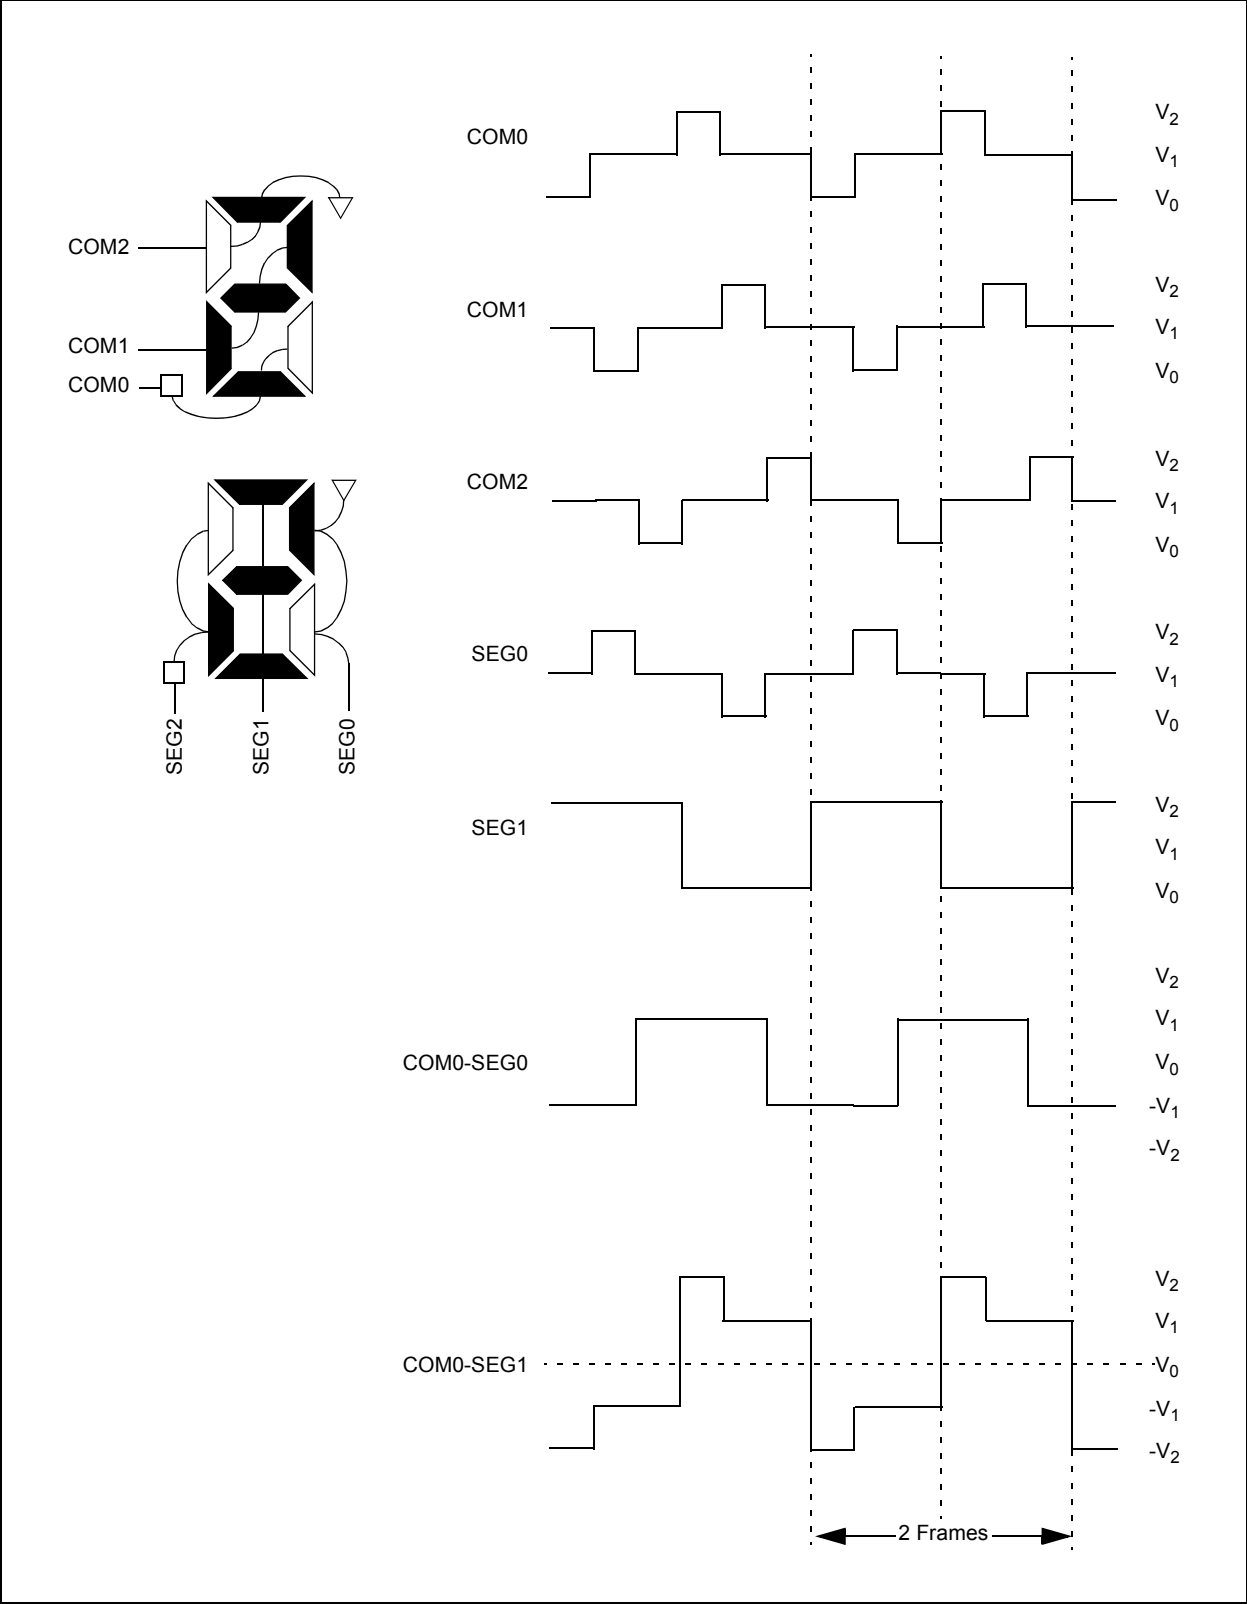 COM0
V2
V1
V0
COM2
COM1
COM0
COM1
V2
V1
V0
COM2
V2
V1
V0
SEG2
SEG1
SEG0
SEG0
V2
V1
V0
SEG1
V2
V1
V0
COM0-SEG0
V2
V1
V0
-V1
-V2
COM0-SEG1
V2
V1
V0
-V1
-V2
2 Frames